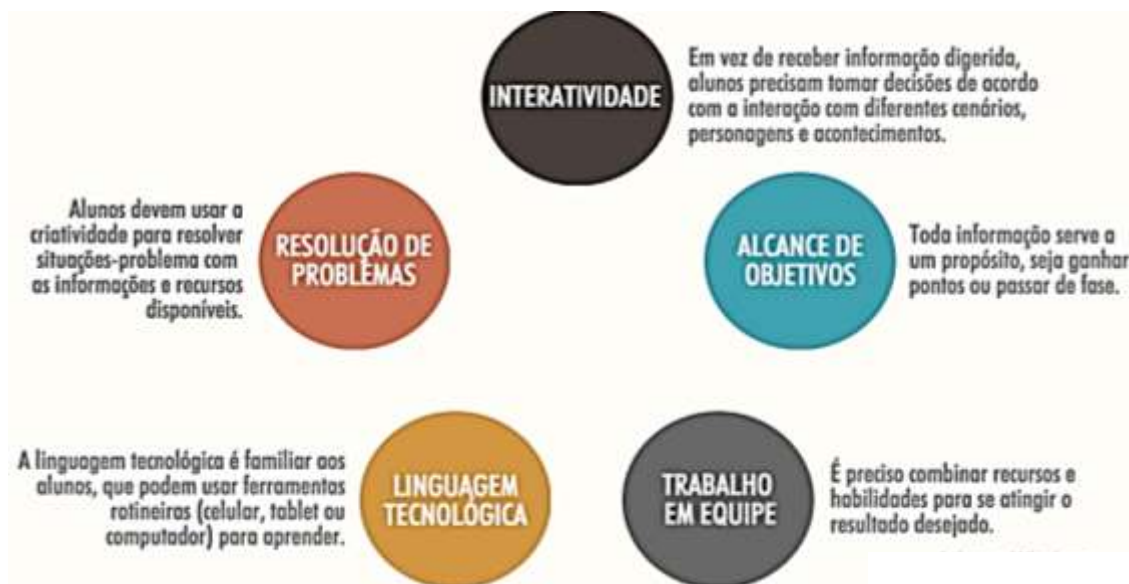 INTERATIVIDADE
Em vez de receber informação digerida,
alunos precisam tomar decisões de acordo
com a interação com diferentes cenários,
personagens e acontecimentos.
Alunos devem usar a
criatividade para resolver
situações-problema com
as informações e recursos
disponíveis.
RESOLUÇÃO DE
PROBLEMAS
ALCANCE DE
OBJETIVOS
Toda informação serve a
um propósito, seja ganhar
pontos ou passar de fase.
A linguagem tecnológica é familiar aos
alunos, que podem usar ferramentas
rotineiras (celular, tablet ou
computador) para aprender.
LINGUAGEM
TECNOLÓGICA
TRABALHO
EM EQUIPE
É preciso combinar recursos e
habilidades para se atingir o
resultado desejado.